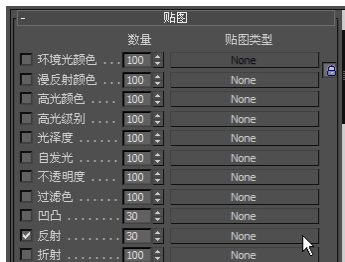 - 贴图
数量 贴图类型
环境光颜色 ... 100 None
漫反射颜色 ... 100 None
高光颜色 ..... 100 None
高光级别 ..... 100 None
光泽度 ....... 100 None
自发光 ....... 100 None
不透明度 ..... 100 None
过滤色 ....... 100 None
凹凸 ......... 30 None
反射 ......... 30 None
折射 ......... 100 None